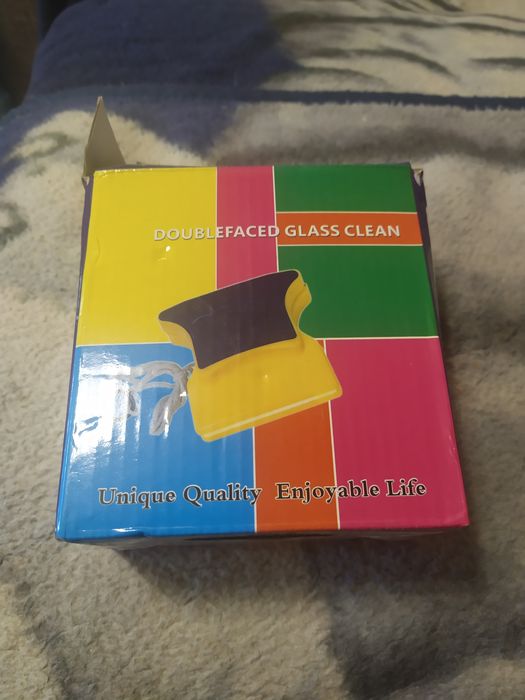 DOUBLEFACED GLASS CLEAN
Unique Quality Enjoyable Life